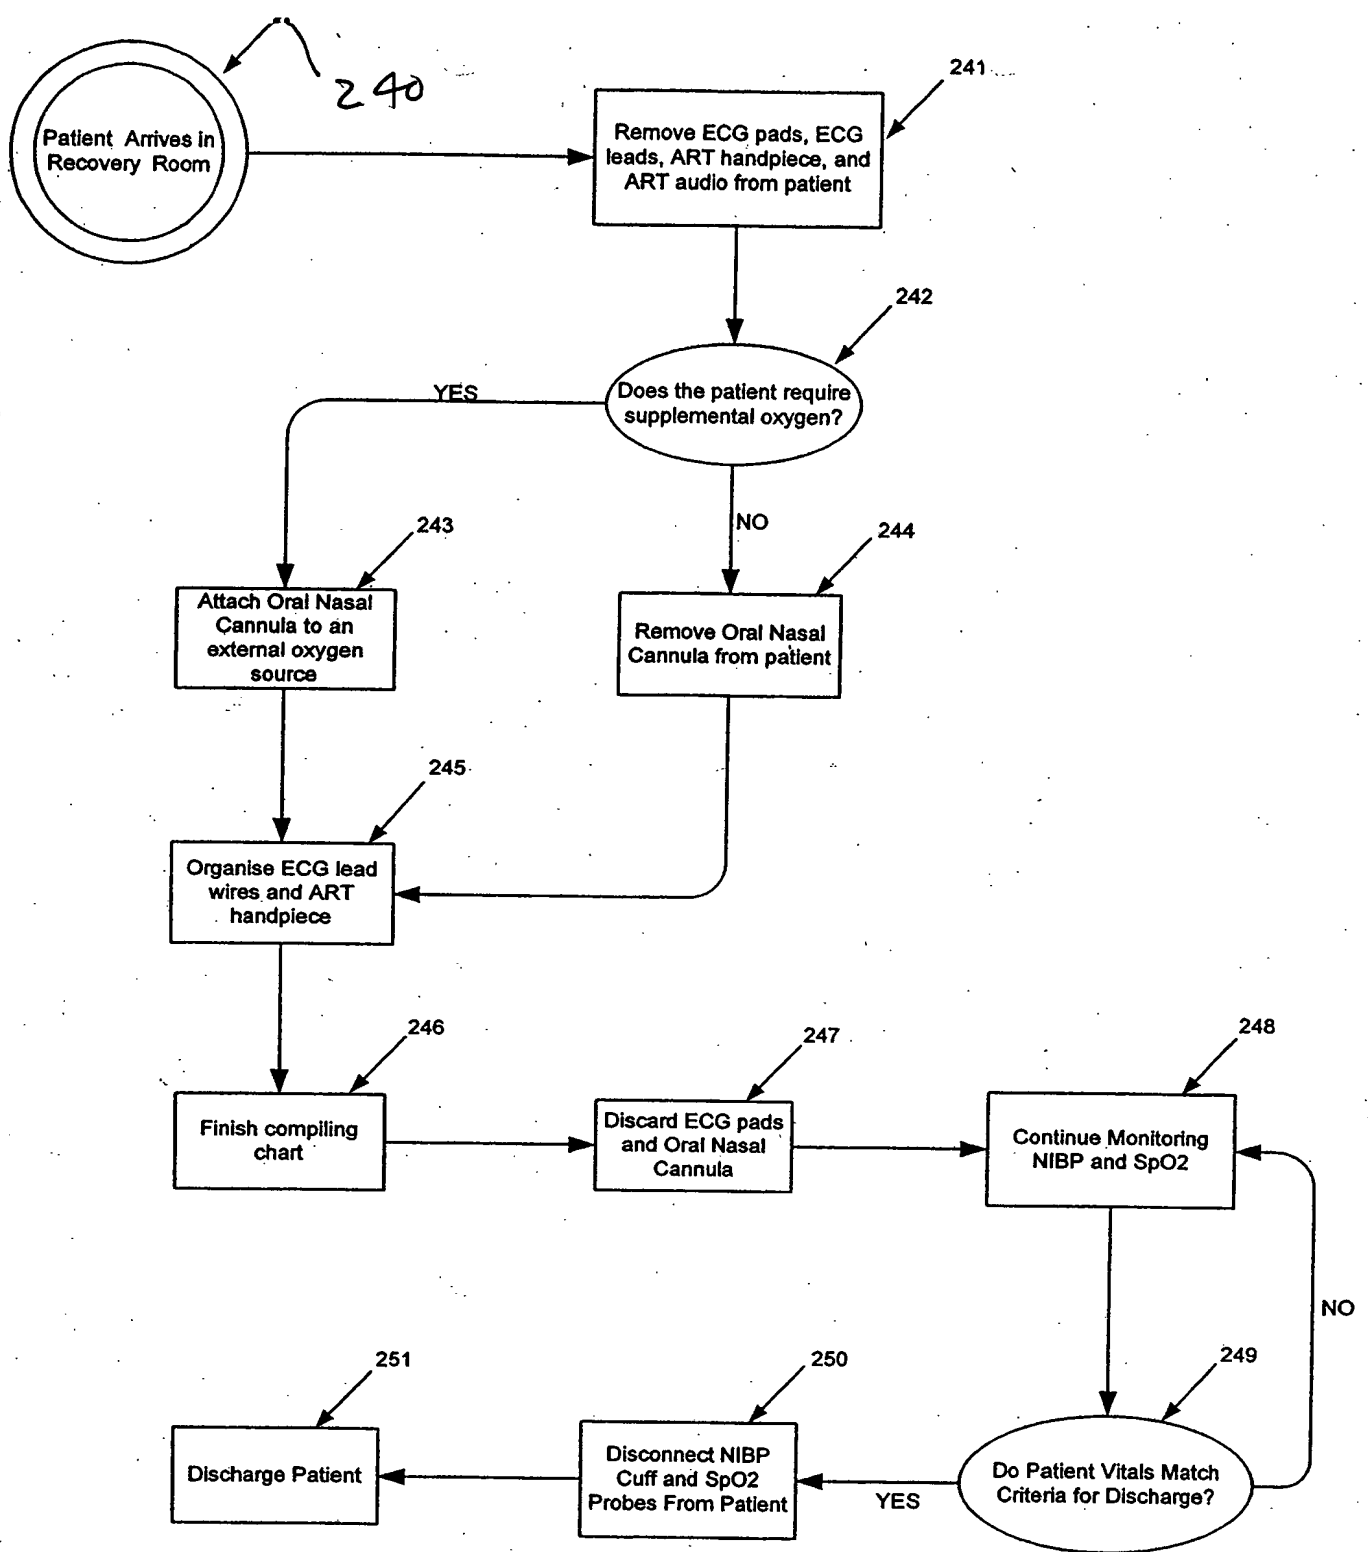 240
Patient Arrives in
Recovery Room
241
Remove ECG pads, ECG
leads, ART handpiece, and
ART audio from patient
242
Does the patient require
supplemental oxygen?
YES
NO
243
Attach Oral Nasal
Cannula to an
external oxygen
source
244
Remove Oral Nasal
Cannula from patient
245
Organise ECG lead
wires and ART
handpiece
246
Finish compiling
chart
247
Discard ECG pads
and Oral Nasal
Cannula
248
Continue Monitoring
NIBP and SpO2
NO
249
Do Patient Vitals Match
Criteria for Discharge?
YES
250
Disconnect NIBP
Cuff and SpO2
Probes From Patient
251
Discharge Patient